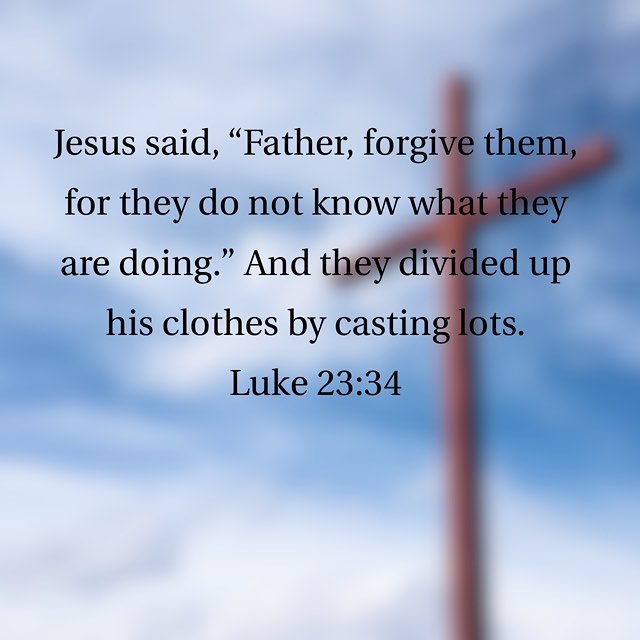 Jesus said, “Father, forgive them,
for they do not know what they
are doing.” And they divided up
his clothes by casting lots.
Luke 23:34